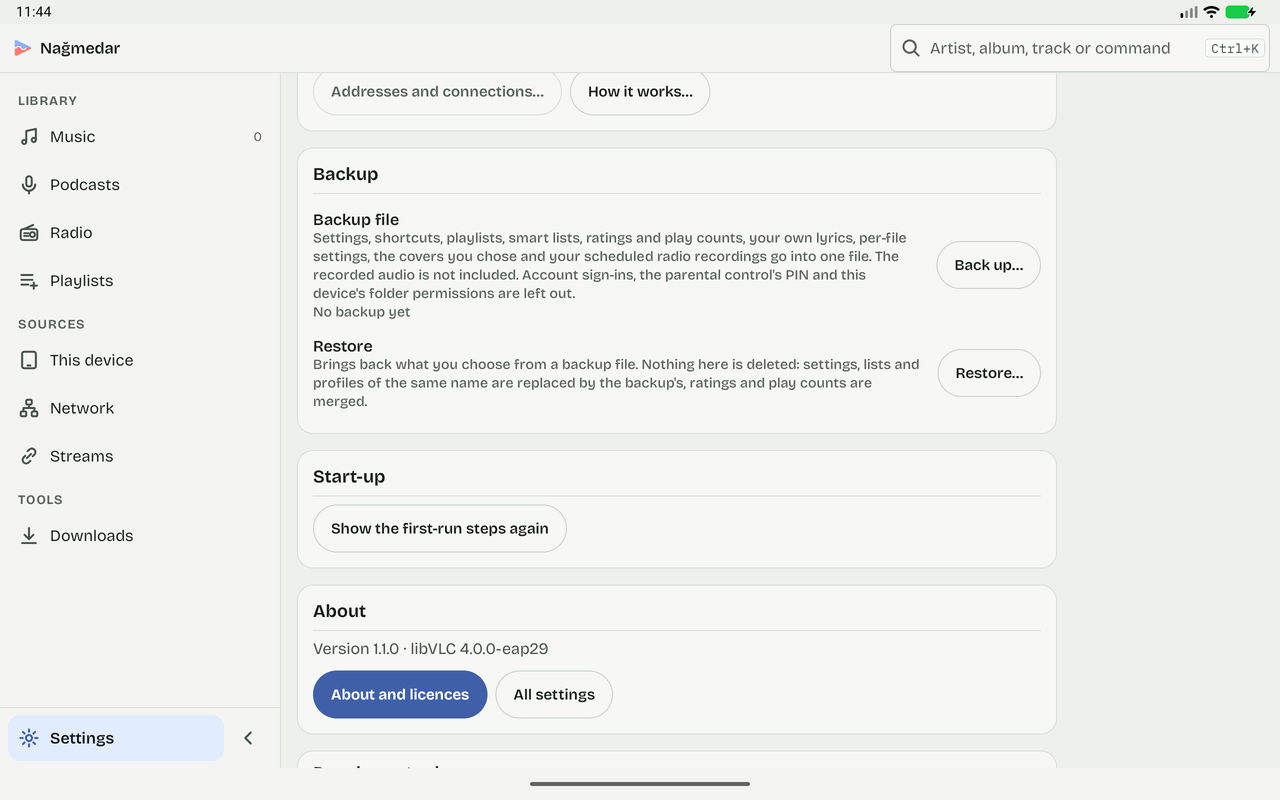 11:44
Nağmedar
Artist, album, track or command
Ctrl+K
LIBRARY
Music
0
Podcasts
Radio
Playlists
SOURCES
This device
Network
Streams
TOOLS
Downloads
Settings
Addresses and connections...
How it works...
Backup
Backup file
Settings, shortcuts, playlists, smart lists, ratings and play counts, your own lyrics, per-file
settings, the covers you chose and your scheduled radio recordings go into one file. The
recorded audio is not included. Account sign-ins, the parental control's PIN and this
device's folder permissions are left out.
No backup yet
Back up...
Restore
Brings back what you choose from a backup file. Nothing here is deleted: settings, lists and
profiles of the same name are replaced by the backup's, ratings and play counts are
merged.
Restore...
Start-up
Show the first-run steps again
About
Version 1.1.0 · libVLC 4.0.0-eap29
About and licences
All settings